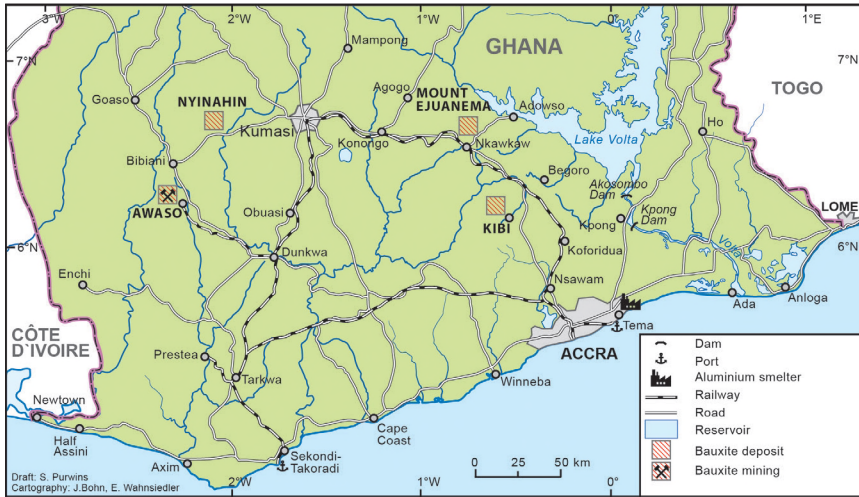 3°W
2°W
1°W
0°
1°E
7°N
7°N
Mampong
GHANA
TOGO
Goaso
NYINAHIN
Agogo
MOUNT
EJUANEMA
Adowso
Kumasi
Konongo
Nkawkaw
Lake Volta
Ho
Bibiani
Begoro
Akosombo
Dam
AWASO
Obuasi
KIBI
Kpong
Kpong
Dam
LOME
6°N
6°N
Dunkwa
Koforidua
Volta
Enchi
Nsawam
Ada
Anloga
CÔTE
D`IVOIRE
Prestea
Tema
ACCRA
Tarkwa
Winneba
Newtown
Half
Assini
Cape
Coast
Axim
Sekondi-
Takoradi
0 25 50 km
Dam
Port
Aluminium smelter
Railway
Road
Reservoir
Bauxite deposit
Bauxite mining
Draft: S. Purwins
Cartography: J.Bohn, E. Wahnsiedler
2°W
1°W
0°